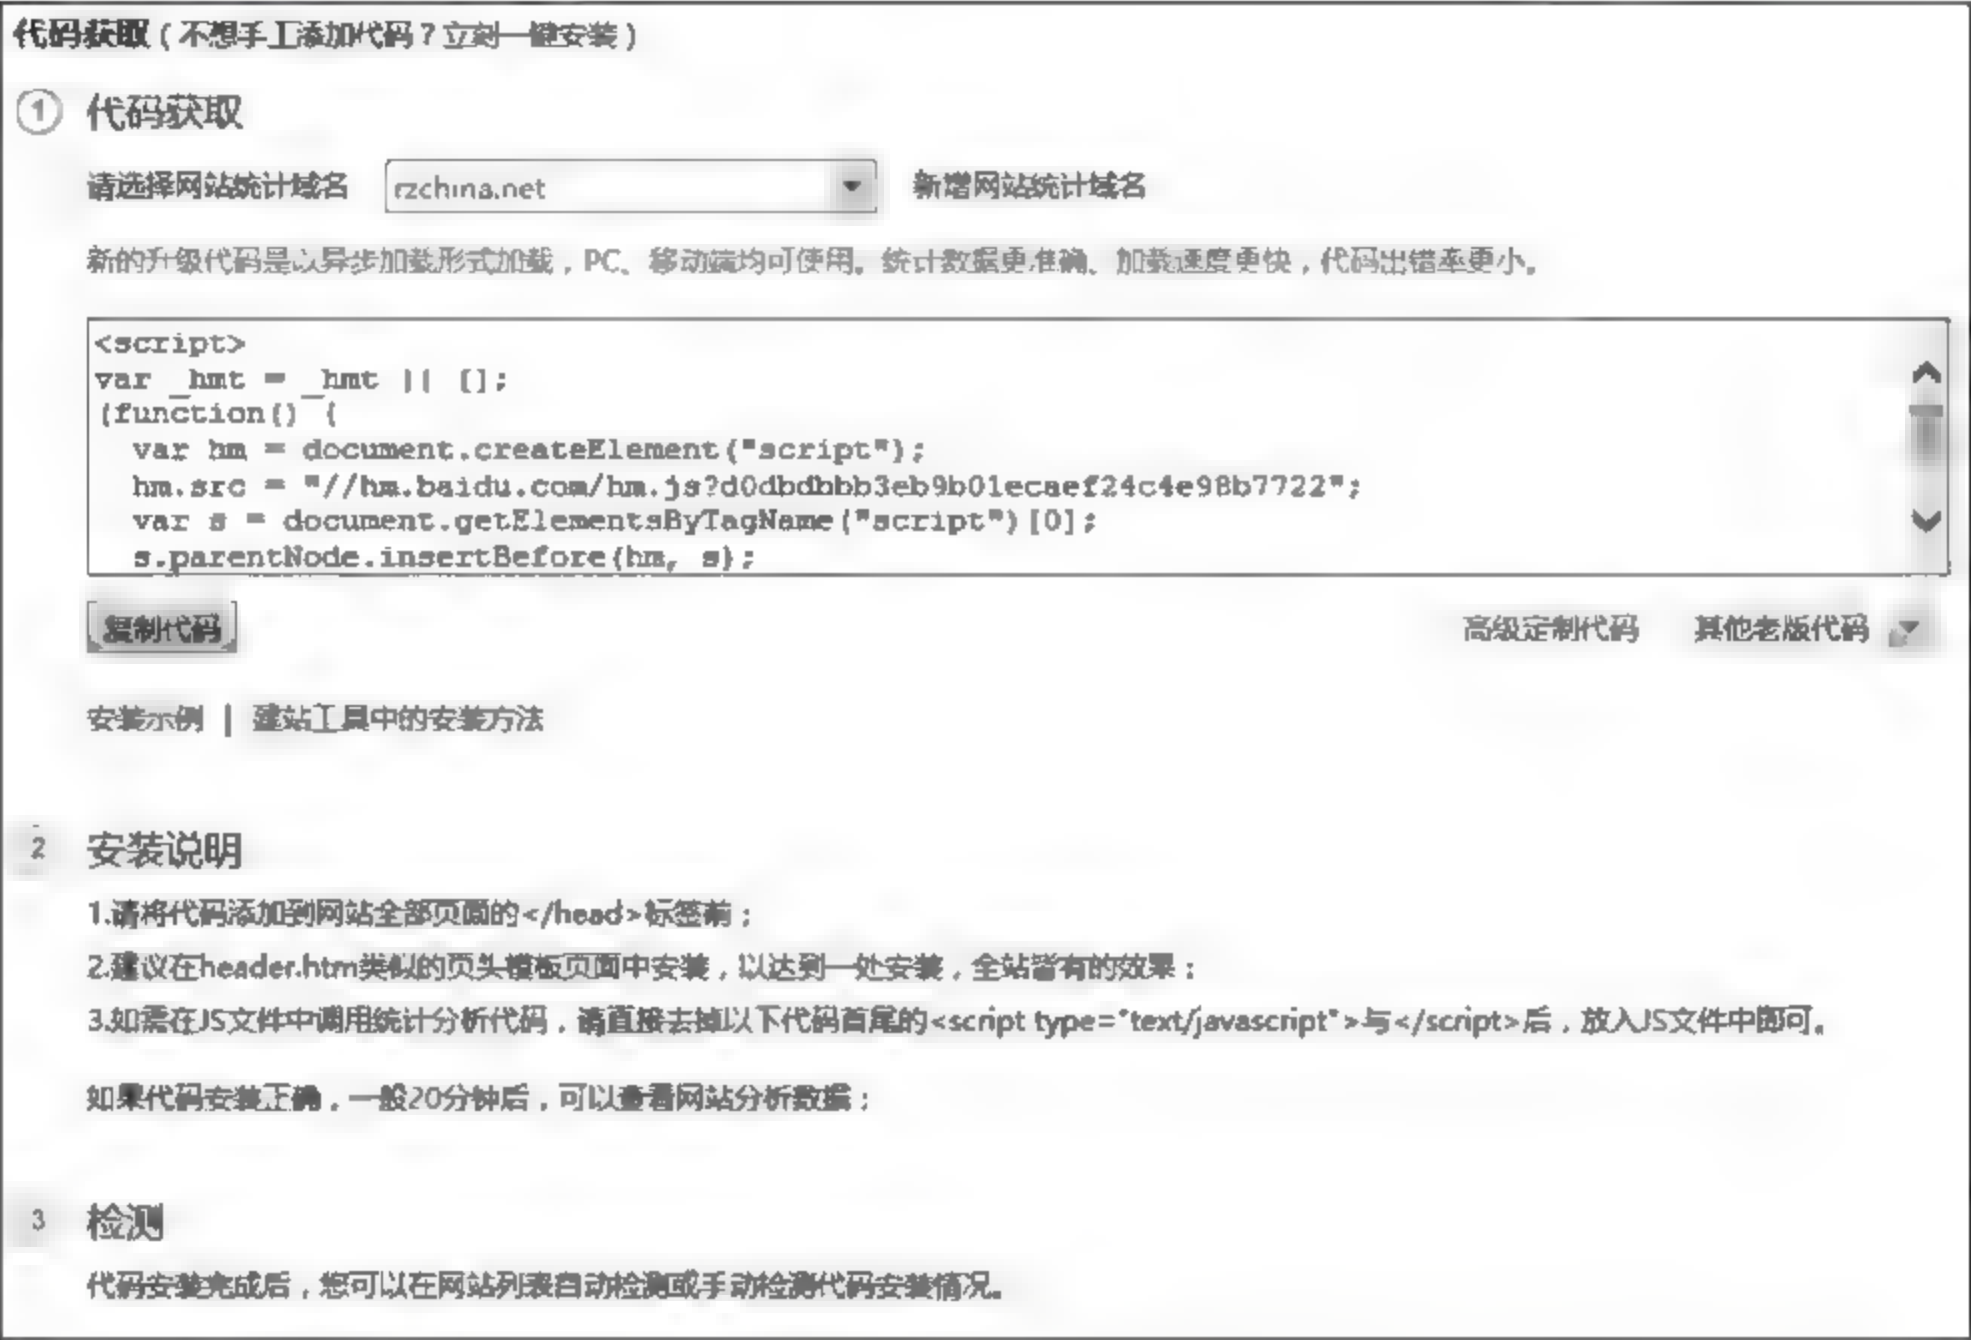 代码获取（不想手工添加代码？立刻一键安装）
1 代码获取
请选择网站统计域名 rzchina.net 新增网站统计域名
新的升级代码是以异步加载形式加载，PC、移动端均可使用。统计数据更准确、加载速度更快，代码出错率更小。
<script>
var _hmt = _hmt || [];
(function() {
var hm = document.createElement("script");
hm.src = "//hm.baidu.com/hm.js?d0dbdbbb3eb9b01ecaef24c4e98b7722";
var s = document.getElementsByTagName("script")[0];
s.parentNode.insertBefore(hm, s);
复制代码 高级定制代码 其他老版代码
安装示例 | 建站工具中的安装方法
2 安装说明
1.请将代码添加到网站全部页面的</head>标签前；
2.建议在header.htm类似的页头模板页面中安装，以达到一处安装，全站皆有的效果；
3.如需在JS文件中调用统计分析代码，请直接去掉以下代码首尾的<script type="text/javascript">与</script>后，放入JS文件中即可。
如果代码安装正确，一般20分钟后，可以查看网站分析数据；
3 检测
代码安装完成后，您可以在网站列表自动检测或手动检测代码安装情况。